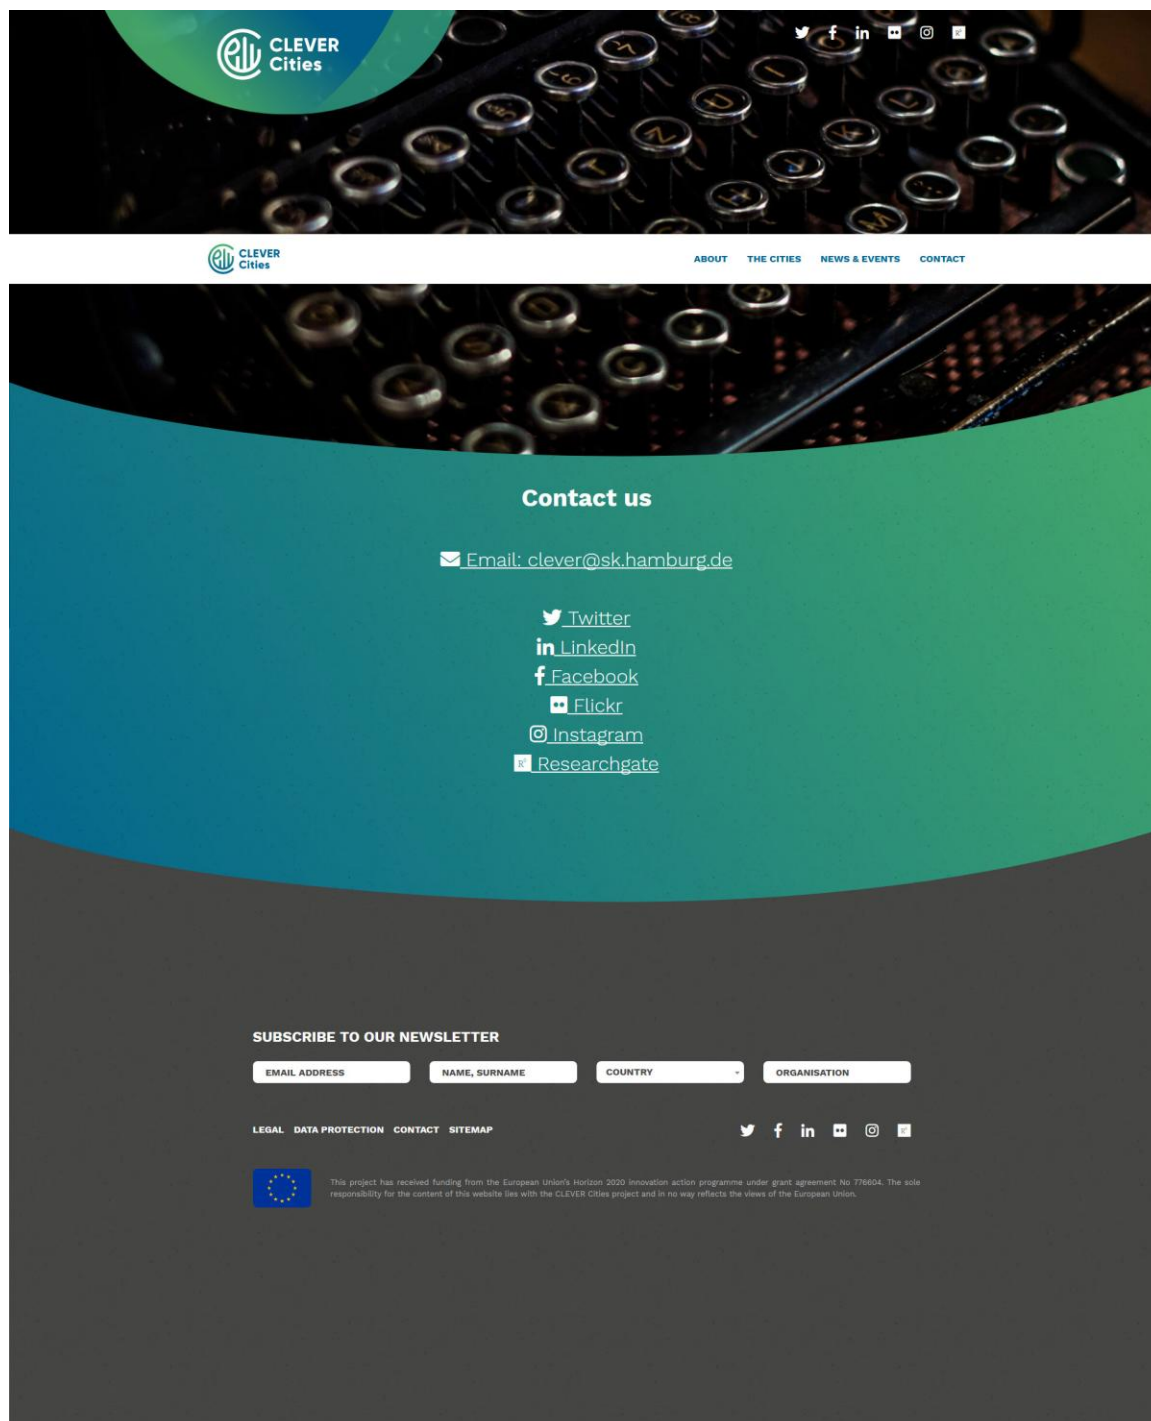 CLEVER
Cities
CLEVER
Cities
ABOUT THE CITIES NEWS & EVENTS CONTACT
Contact us
Email: clever@sk.hamburg.de
Twitter
LinkedIn
Facebook
Flickr
Instagram
Researchgate
SUBSCRIBE TO OUR NEWSLETTER
EMAIL ADDRESS NAME, SURNAME COUNTRY ORGANISATION
LEGAL DATA PROTECTION CONTACT SITEMAP
This project has received funding from the European Union's Horizon 2020 innovation action programme under grant agreement No 776604. The sole
responsibility for the content of this website lies with the CLEVER Cities project and in no way reflects the views of the European Union.